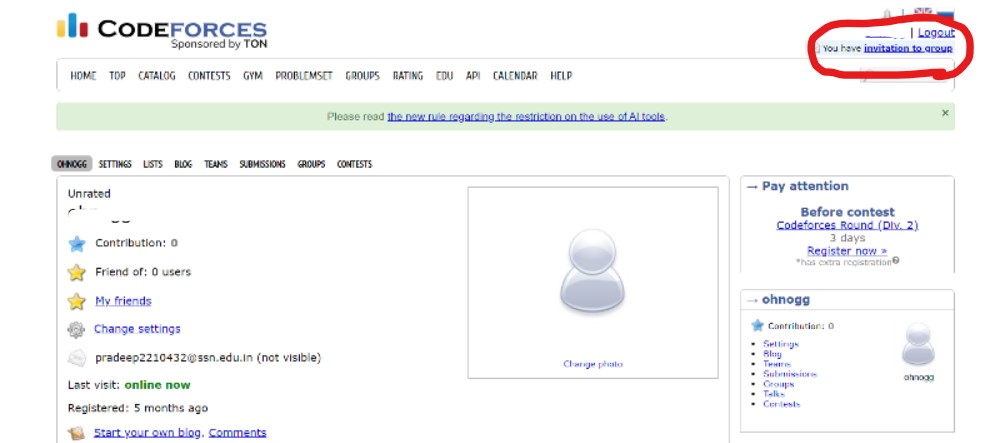 CODEFORCES
Sponsored by TON
| Logout
You have invitation to group
HOME TOP CATALOG CONTESTS GYM PROBLEMSET GROUPS RATING EDU API CALENDAR HELP
Please read the new rule regarding the restriction on the use of AI tools. ×
OHNOGG SETTINGS LISTS BLOG TEAMS SUBMISSIONS GROUPS CONTESTS
Unrated
Contribution: 0
Friend of: 0 users
My friends
Change settings
pradeep2210432@ssn.edu.in (not visible)
Last visit: online now
Registered: 5 months ago
Start your own blog, Comments
Change photo
→ Pay attention
Before contest
Codeforces Round (Div. 2)
3 days
Register now »
*has extra registration
→ ohnogg
Contribution: 0
Settings
Blog
Teams
Submissions
Groups
Talks
Contests
ohnogg